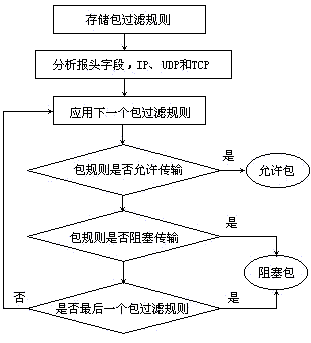 存储包过滤规则
分析报头字段，IP、UDP和TCP
应用下一个包过滤规则
包规则是否允许传输
是
允许包
包规则是否阻塞传输
是
阻塞包
否
是否最后一个包过滤规则
是